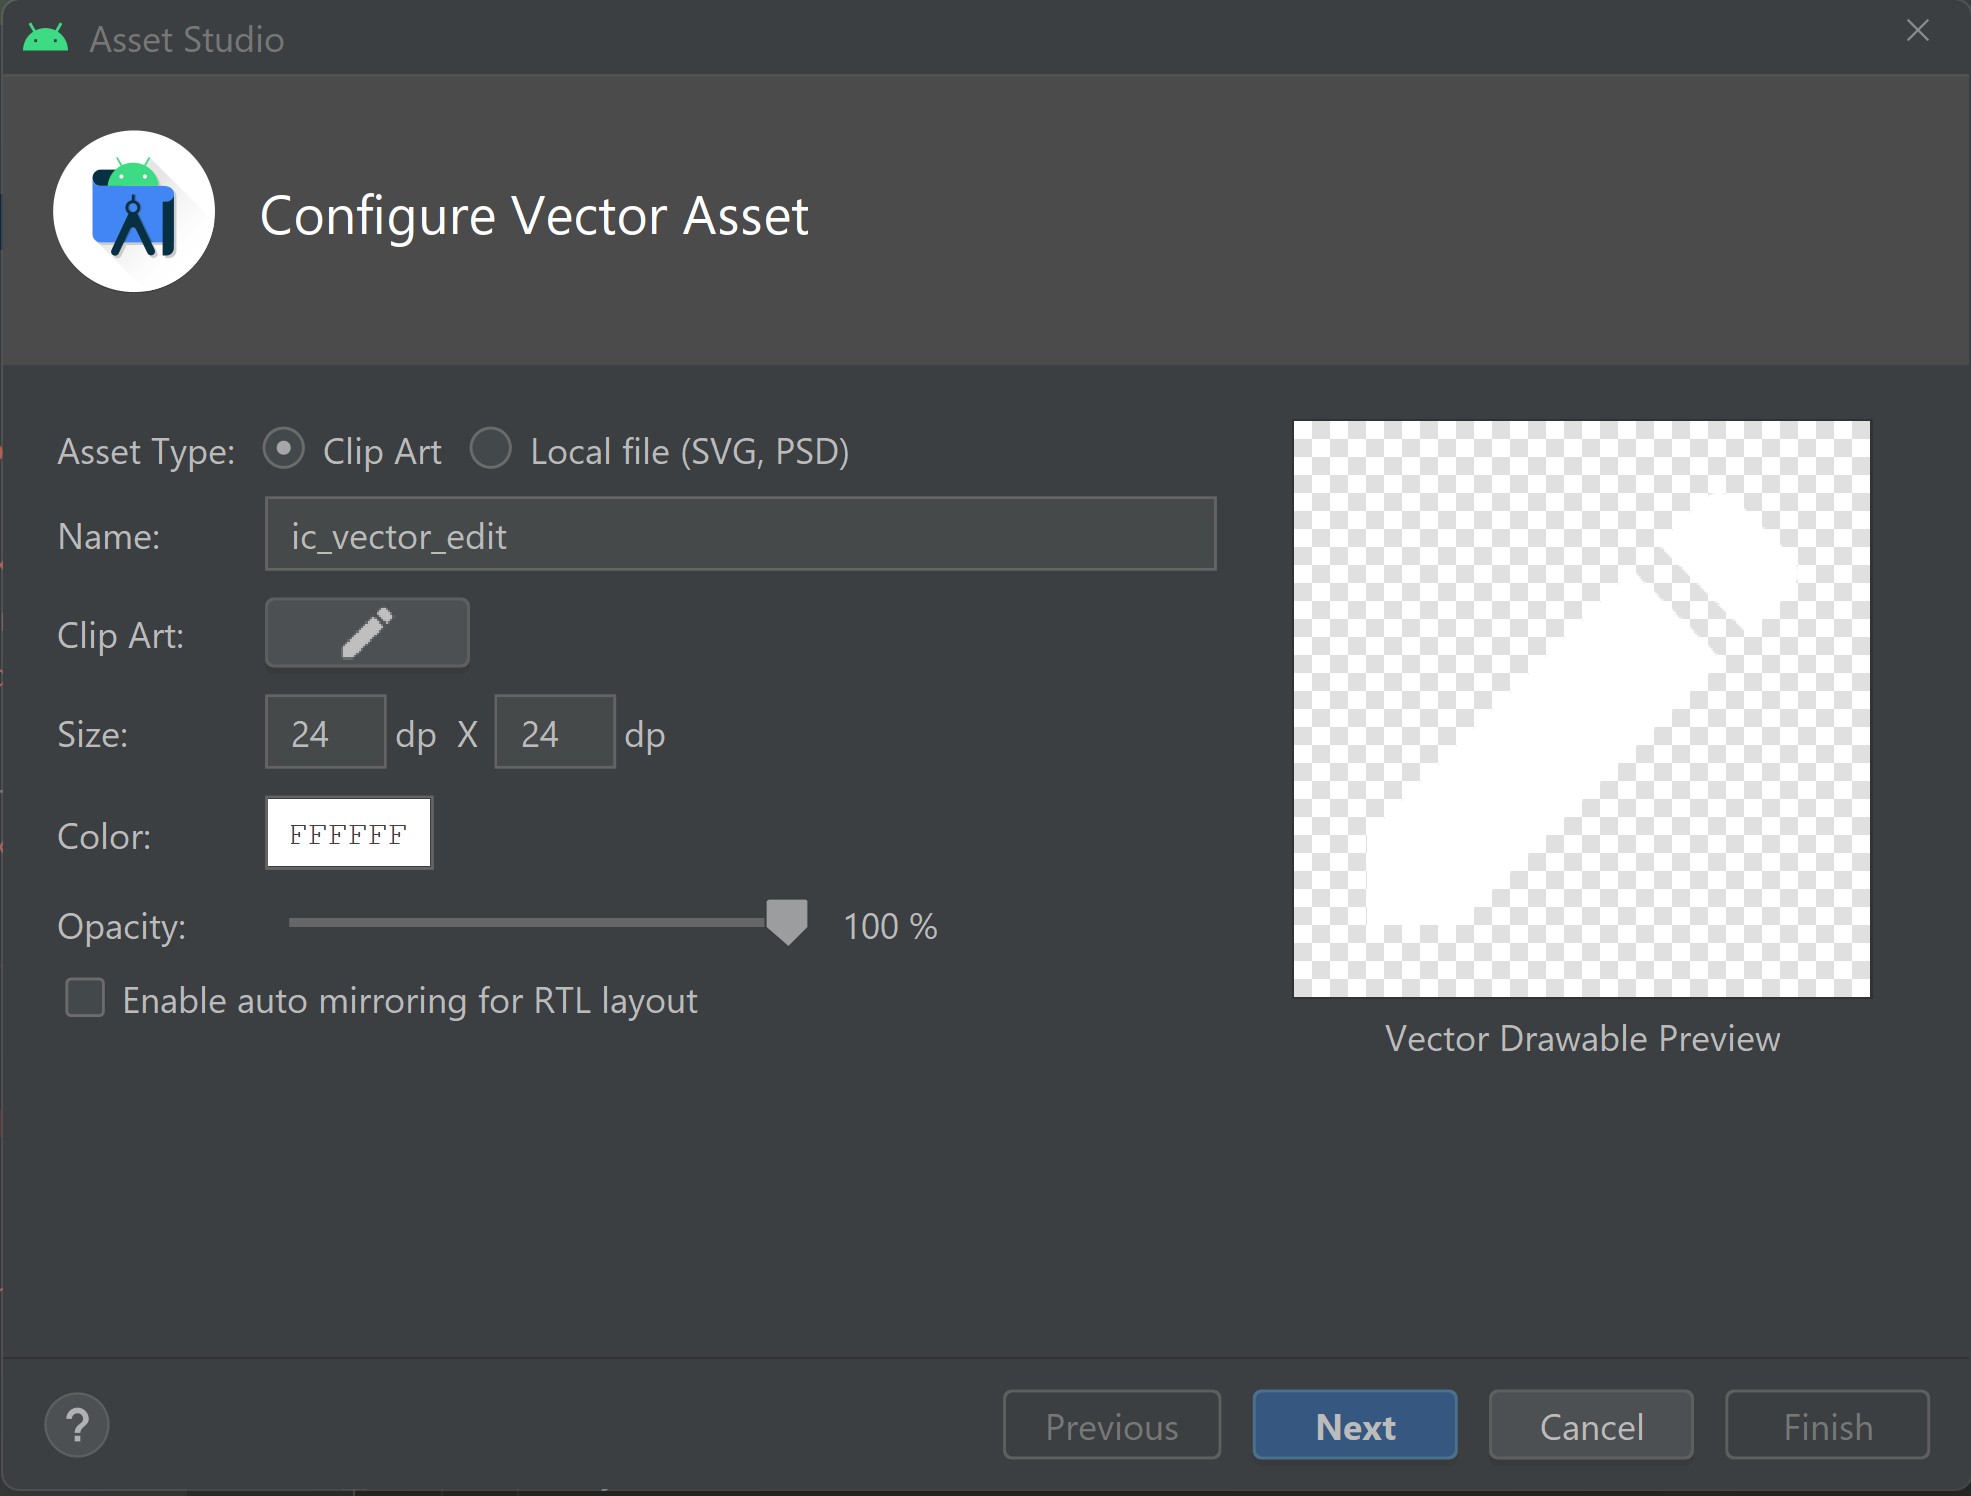 Asset Studio
Configure Vector Asset
Asset Type: Clip Art Local file (SVG, PSD)
Name: ic_vector_edit
Clip Art:
Size: 24 dp X 24 dp
Color: FFFFFF
Opacity: 100 %
Enable auto mirroring for RTL layout
Vector Drawable Preview
? Previous Next Cancel Finish